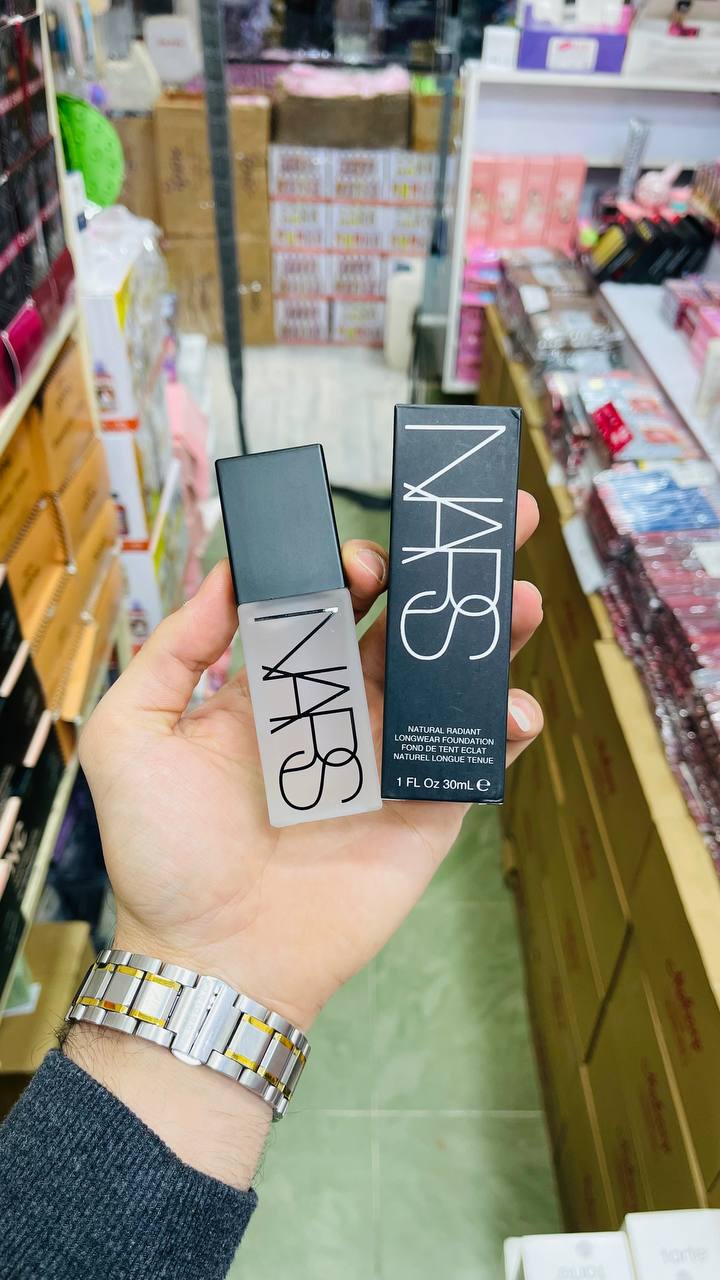 NARS
NARS
NATURAL RADIANT
LONGWEAR FOUNDATION
FOND DE TENT ECLAT
NATUREL LONGUE TENUE
1 FL Oz 30mL ℮